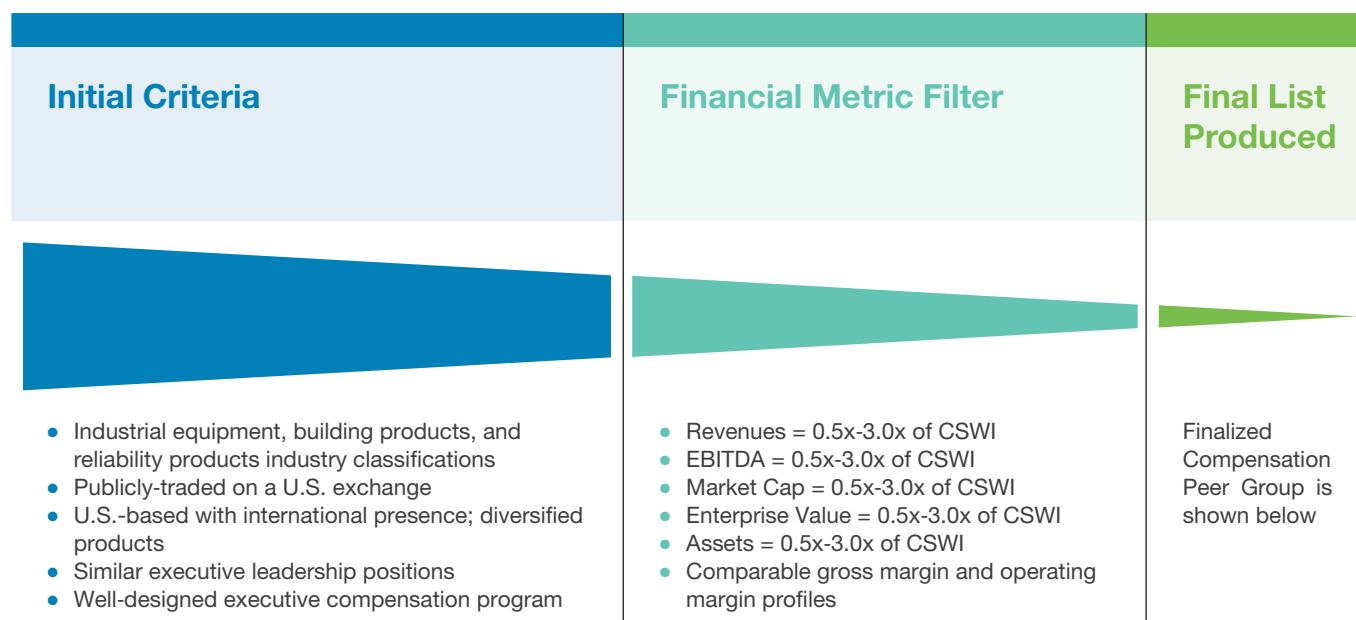 Initial Criteria
Financial Metric Filter
Final List
Produced
Industrial equipment, building products, and
reliability products industry classifications
Publicly-traded on a U.S. exchange
U.S.-based with international presence; diversified
products
Similar executive leadership positions
Well-designed executive compensation program
Revenues = 0.5x-3.0x of CSWI
EBITDA = 0.5x-3.0x of CSWI
Market Cap = 0.5x-3.0x of CSWI
Enterprise Value = 0.5x-3.0x of CSWI
Assets = 0.5x-3.0x of CSWI
Comparable gross margin and operating
margin profiles
Finalized
Compensation
Peer Group is
shown below